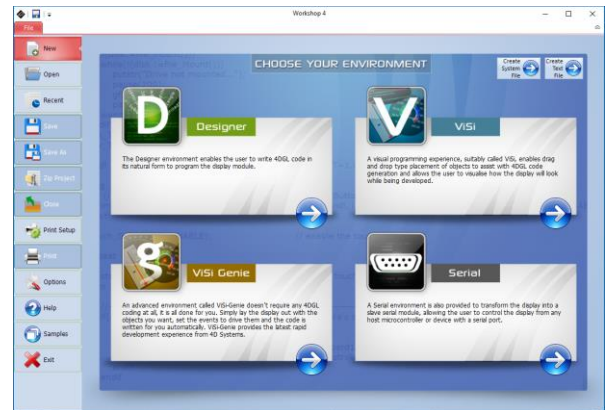 Workshop 4
File
New
Open
Recent
Save
Save As
Zip Project
Close
Print Setup
Print
Options
Help
Samples
Exit
CHOOSE YOUR ENVIRONMENT
Create
System
File
Create
Text
File
D
Designer
The Designer environment enables the user to write 4DGL code in
its natural form to program the display module.
V
ViSi
A visual programming experience, suitably called ViSi, enables drag
and drop type placement of objects to assist with 4DGL code
generation and allows the user to visualise how the display will look
while being developed.
g
ViSi Genie
An advanced environment called ViSi-Genie doesn't require any 4DGL
coding at all, it is all done for you. Simply lay the display out with the
objects you want, set the events to drive them and the code is
written for you automatically. ViSi-Genie provides the latest rapid
development experience from 4D Systems.
Serial
A Serial environment is also provided to transform the display into a
slave serial module, allowing the user to control the display from any
host microcontroller or device with a serial port.